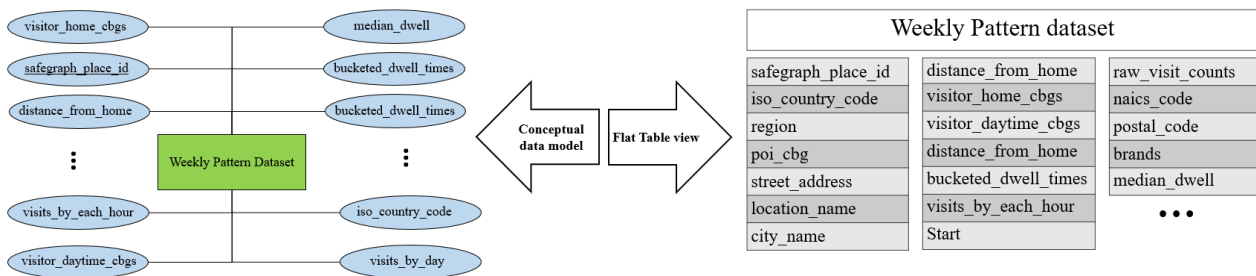 visitor_home_cbgs
median_dwell
safegraph_place_id
bucketed_dwell_times
distance_from_home
bucketed_dwell_times
Weekly Pattern Dataset
visits_by_each_hour
iso_country_code
visitor_daytime_cbgs
visits_by_day
Conceptual
data model
Flat Table view
Weekly Pattern dataset
safegraph_place_id
iso_country_code
region
poi_cbg
street_address
location_name
city_name
distance_from_home
visitor_home_cbgs
visitor_daytime_cbgs
distance_from_home
bucketed_dwell_times
visits_by_each_hour
Start
raw_visit_counts
naics_code
postal_code
brands
median_dwell